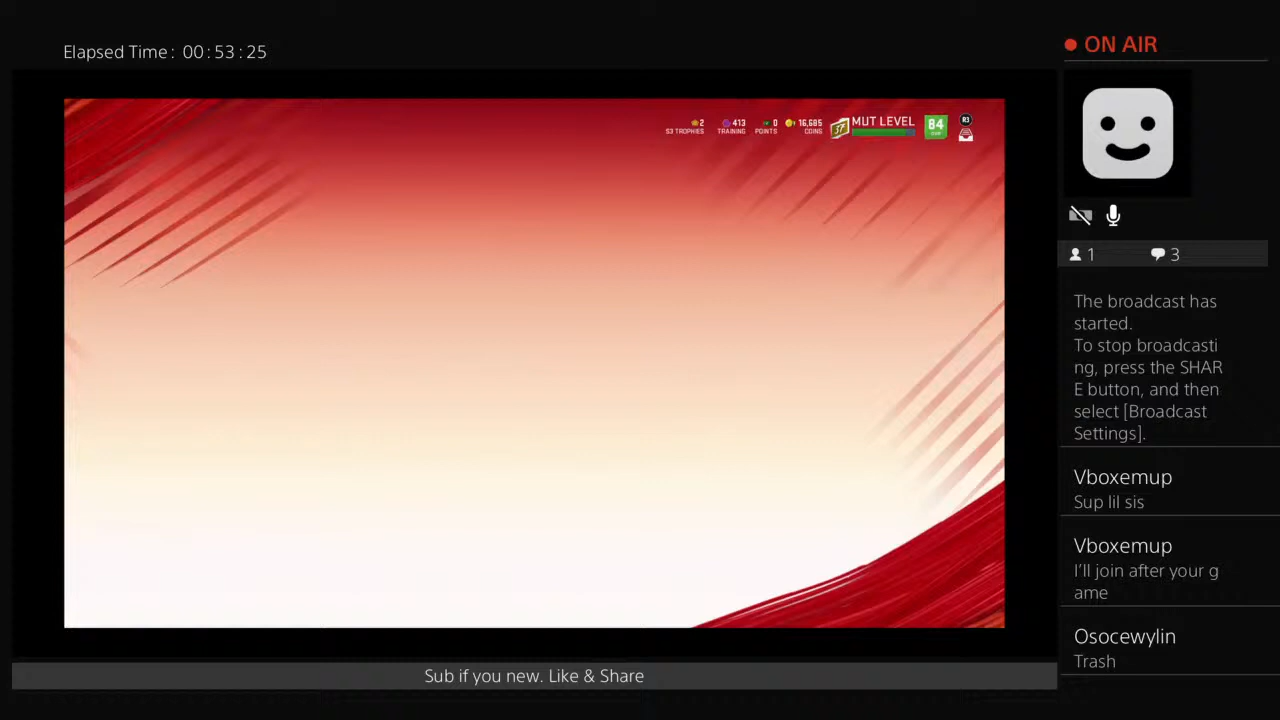 Elapsed Time: 00:53:25
ON AIR
2 413 0 16,685 37 MUT LEVEL 84 R3
S3 TROPHIES TRAINING POINTS COINS OVR
1 3
The broadcast has
started.
To stop broadcasti
ng, press the SHAR
E button, and then
select [Broadcast
Settings].
Vboxemup
Sup lil sis
Vboxemup
I'll join after your g
ame
Osocewylin
Trash
Sub if you new. Like & Share